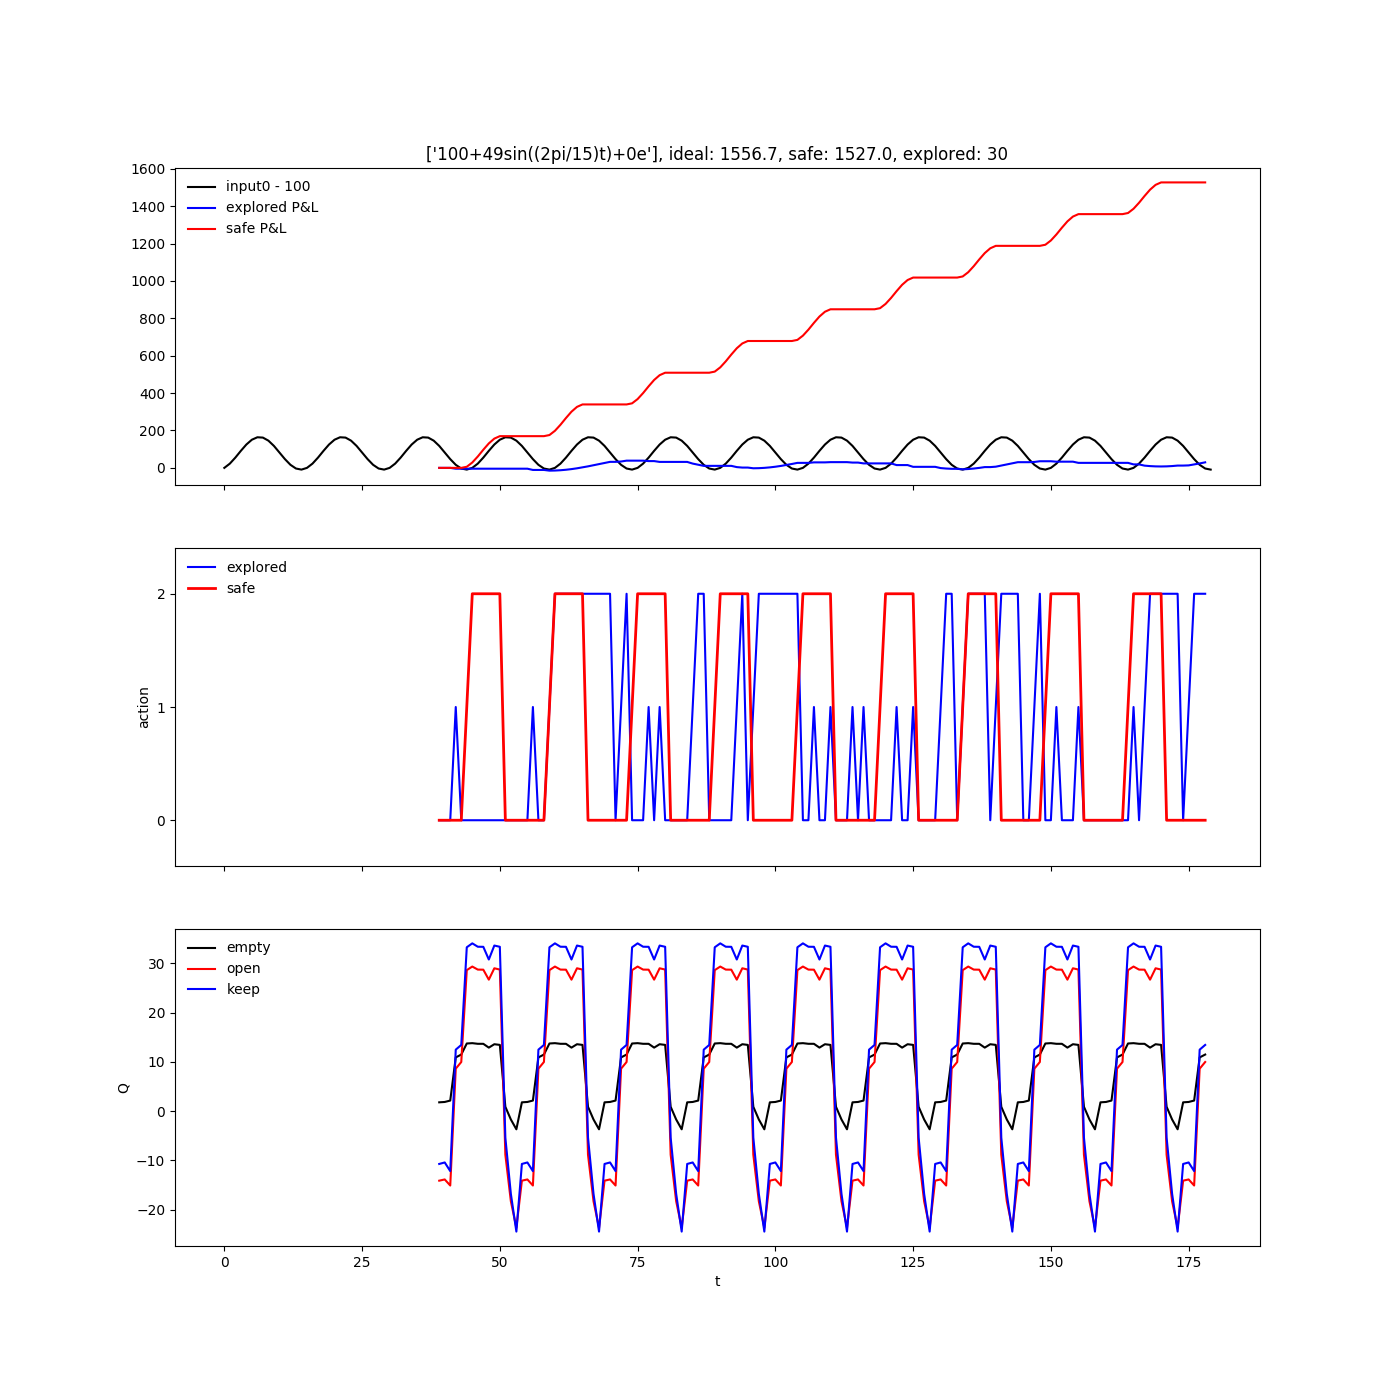 ['100+49sin((2pi/15)t)+0e'], ideal: 1556.7, safe: 1527.0, explored: 30
1600
1400
1200
1000
800
600
400
200
0
input0 - 100
explored P&L
safe P&L
action
2
1
0
explored
safe
Q
30
20
10
0
−10
−20
empty
open
keep
0 25 50 75 100 125 150 175
t